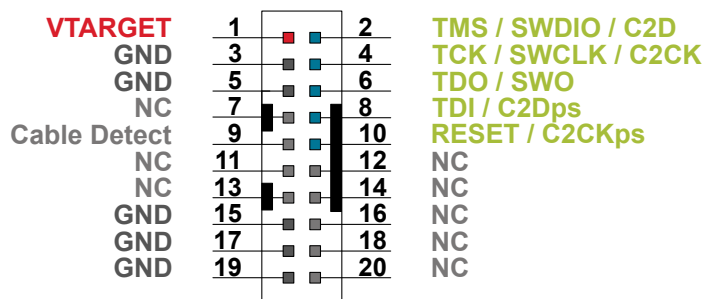 VTARGET 1 2 TMS / SWDIO / C2D
GND 3 4 TCK / SWCLK / C2CK
GND 5 6 TDO / SWO
NC 7 8 TDI / C2Dps
Cable Detect 9 10 RESET / C2CKps
NC 11 12 NC
NC 13 14 NC
GND 15 16 NC
GND 17 18 NC
GND 19 20 NC